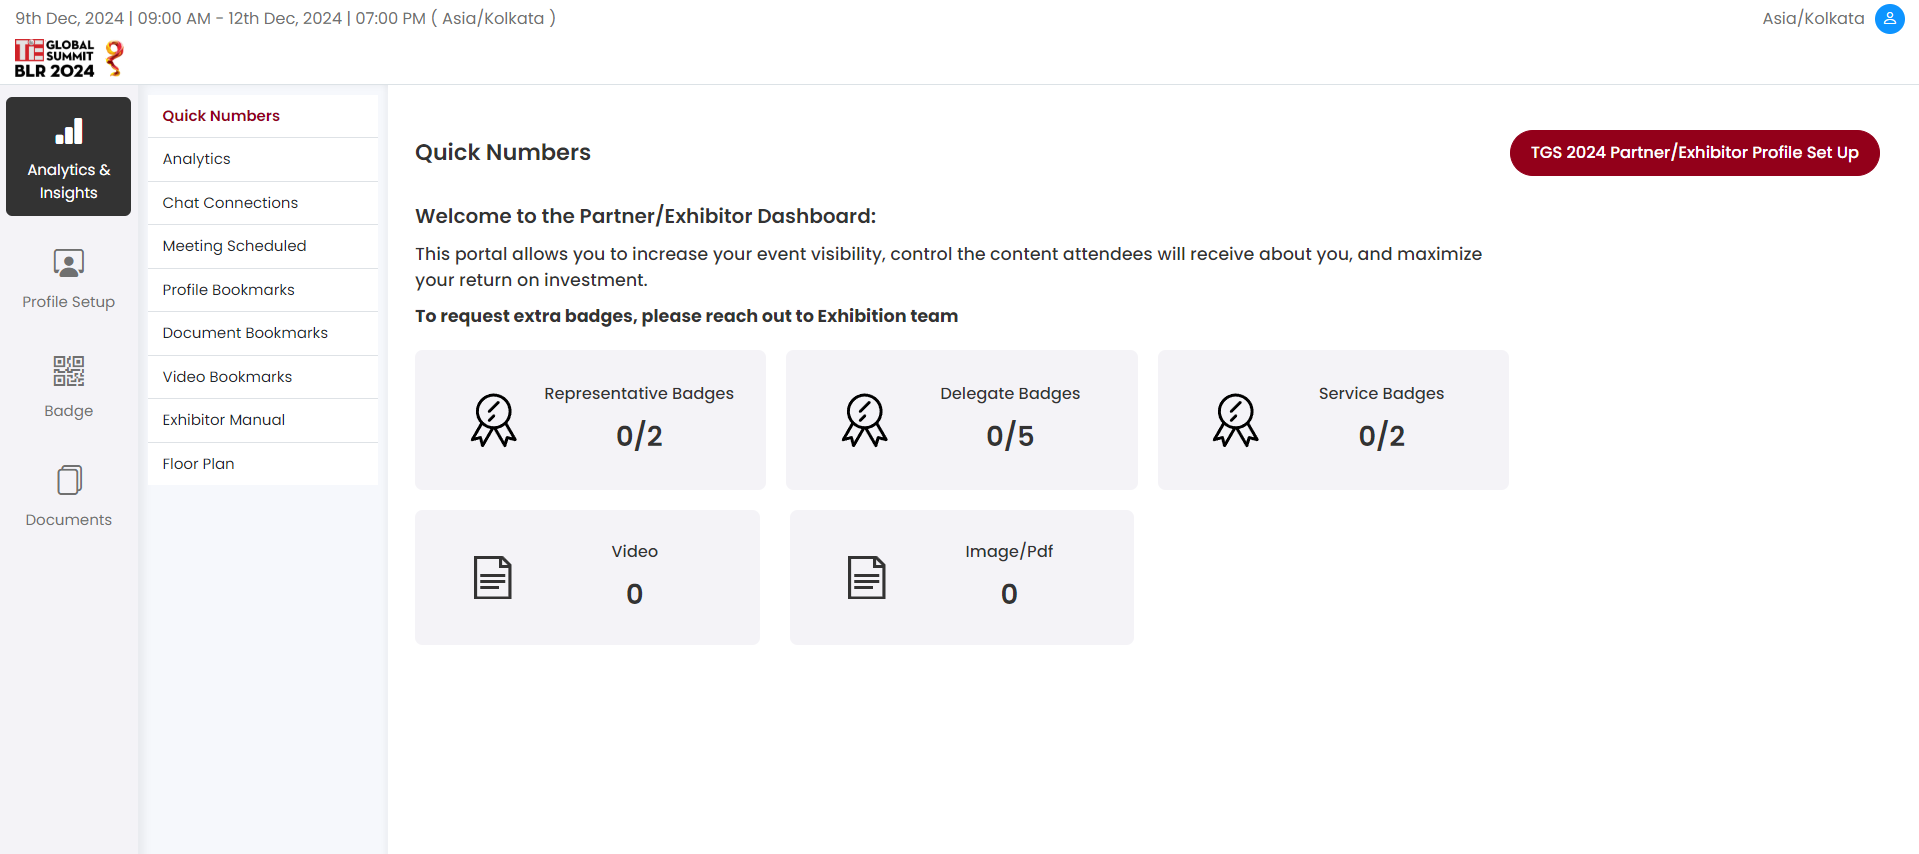 9th Dec, 2024 | 09:00 AM - 12th Dec, 2024 | 07:00 PM ( Asia/Kolkata )
Asia/Kolkata
TiE GLOBAL
SUMMIT
BLR 2024
Analytics &
Insights
Profile Setup
Badge
Documents
Quick Numbers
Analytics
Chat Connections
Meeting Scheduled
Profile Bookmarks
Document Bookmarks
Video Bookmarks
Exhibitor Manual
Floor Plan
Quick Numbers
TGS 2024 Partner/Exhibitor Profile Set Up
Welcome to the Partner/Exhibitor Dashboard:
This portal allows you to increase your event visibility, control the content attendees will receive about you, and maximize
your return on investment.
To request extra badges, please reach out to Exhibition team
Representative Badges
0/2
Delegate Badges
0/5
Service Badges
0/2
Video
0
Image/Pdf
0